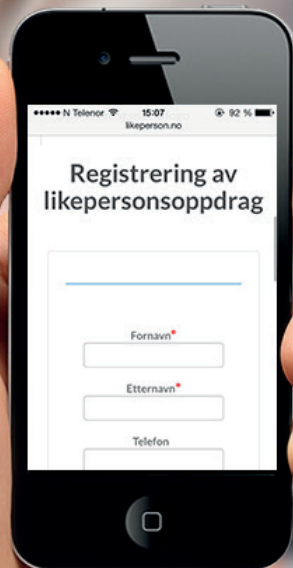 N Telenor 15:07 92 %
likeperson.no
Registrering av
likepersonsoppdrag
Fornavn*
Etternavn*
Telefon